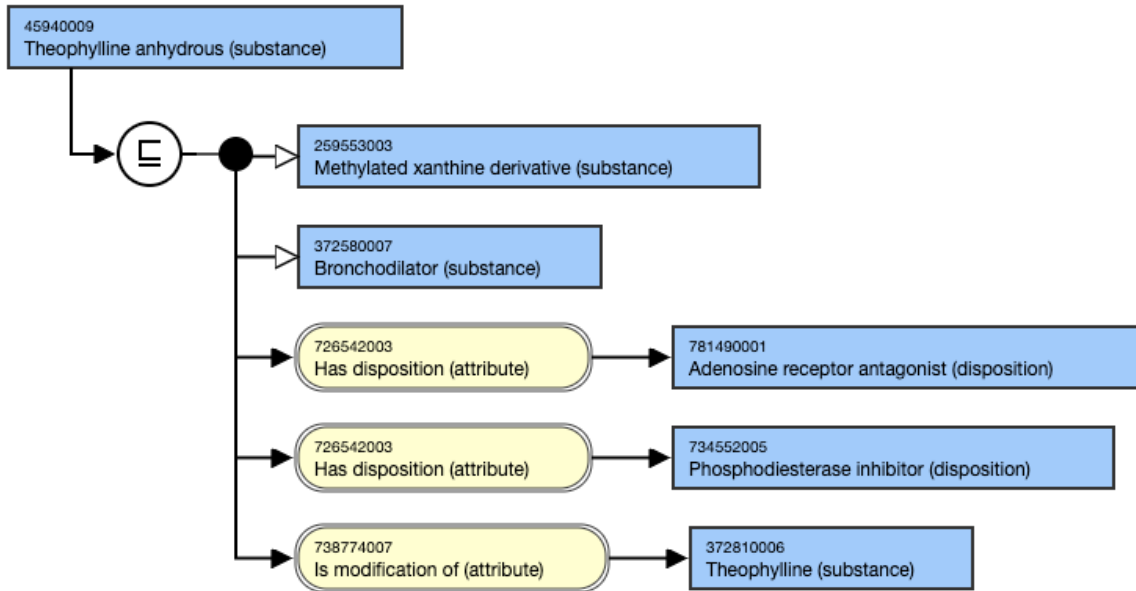 45940009
Theophylline anhydrous (substance)
⊑
259553003
Methylated xanthine derivative (substance)
372580007
Bronchodilator (substance)
726542003
Has disposition (attribute)
781490001
Adenosine receptor antagonist (disposition)
726542003
Has disposition (attribute)
734552005
Phosphodiesterase inhibitor (disposition)
738774007
Is modification of (attribute)
372810006
Theophylline (substance)